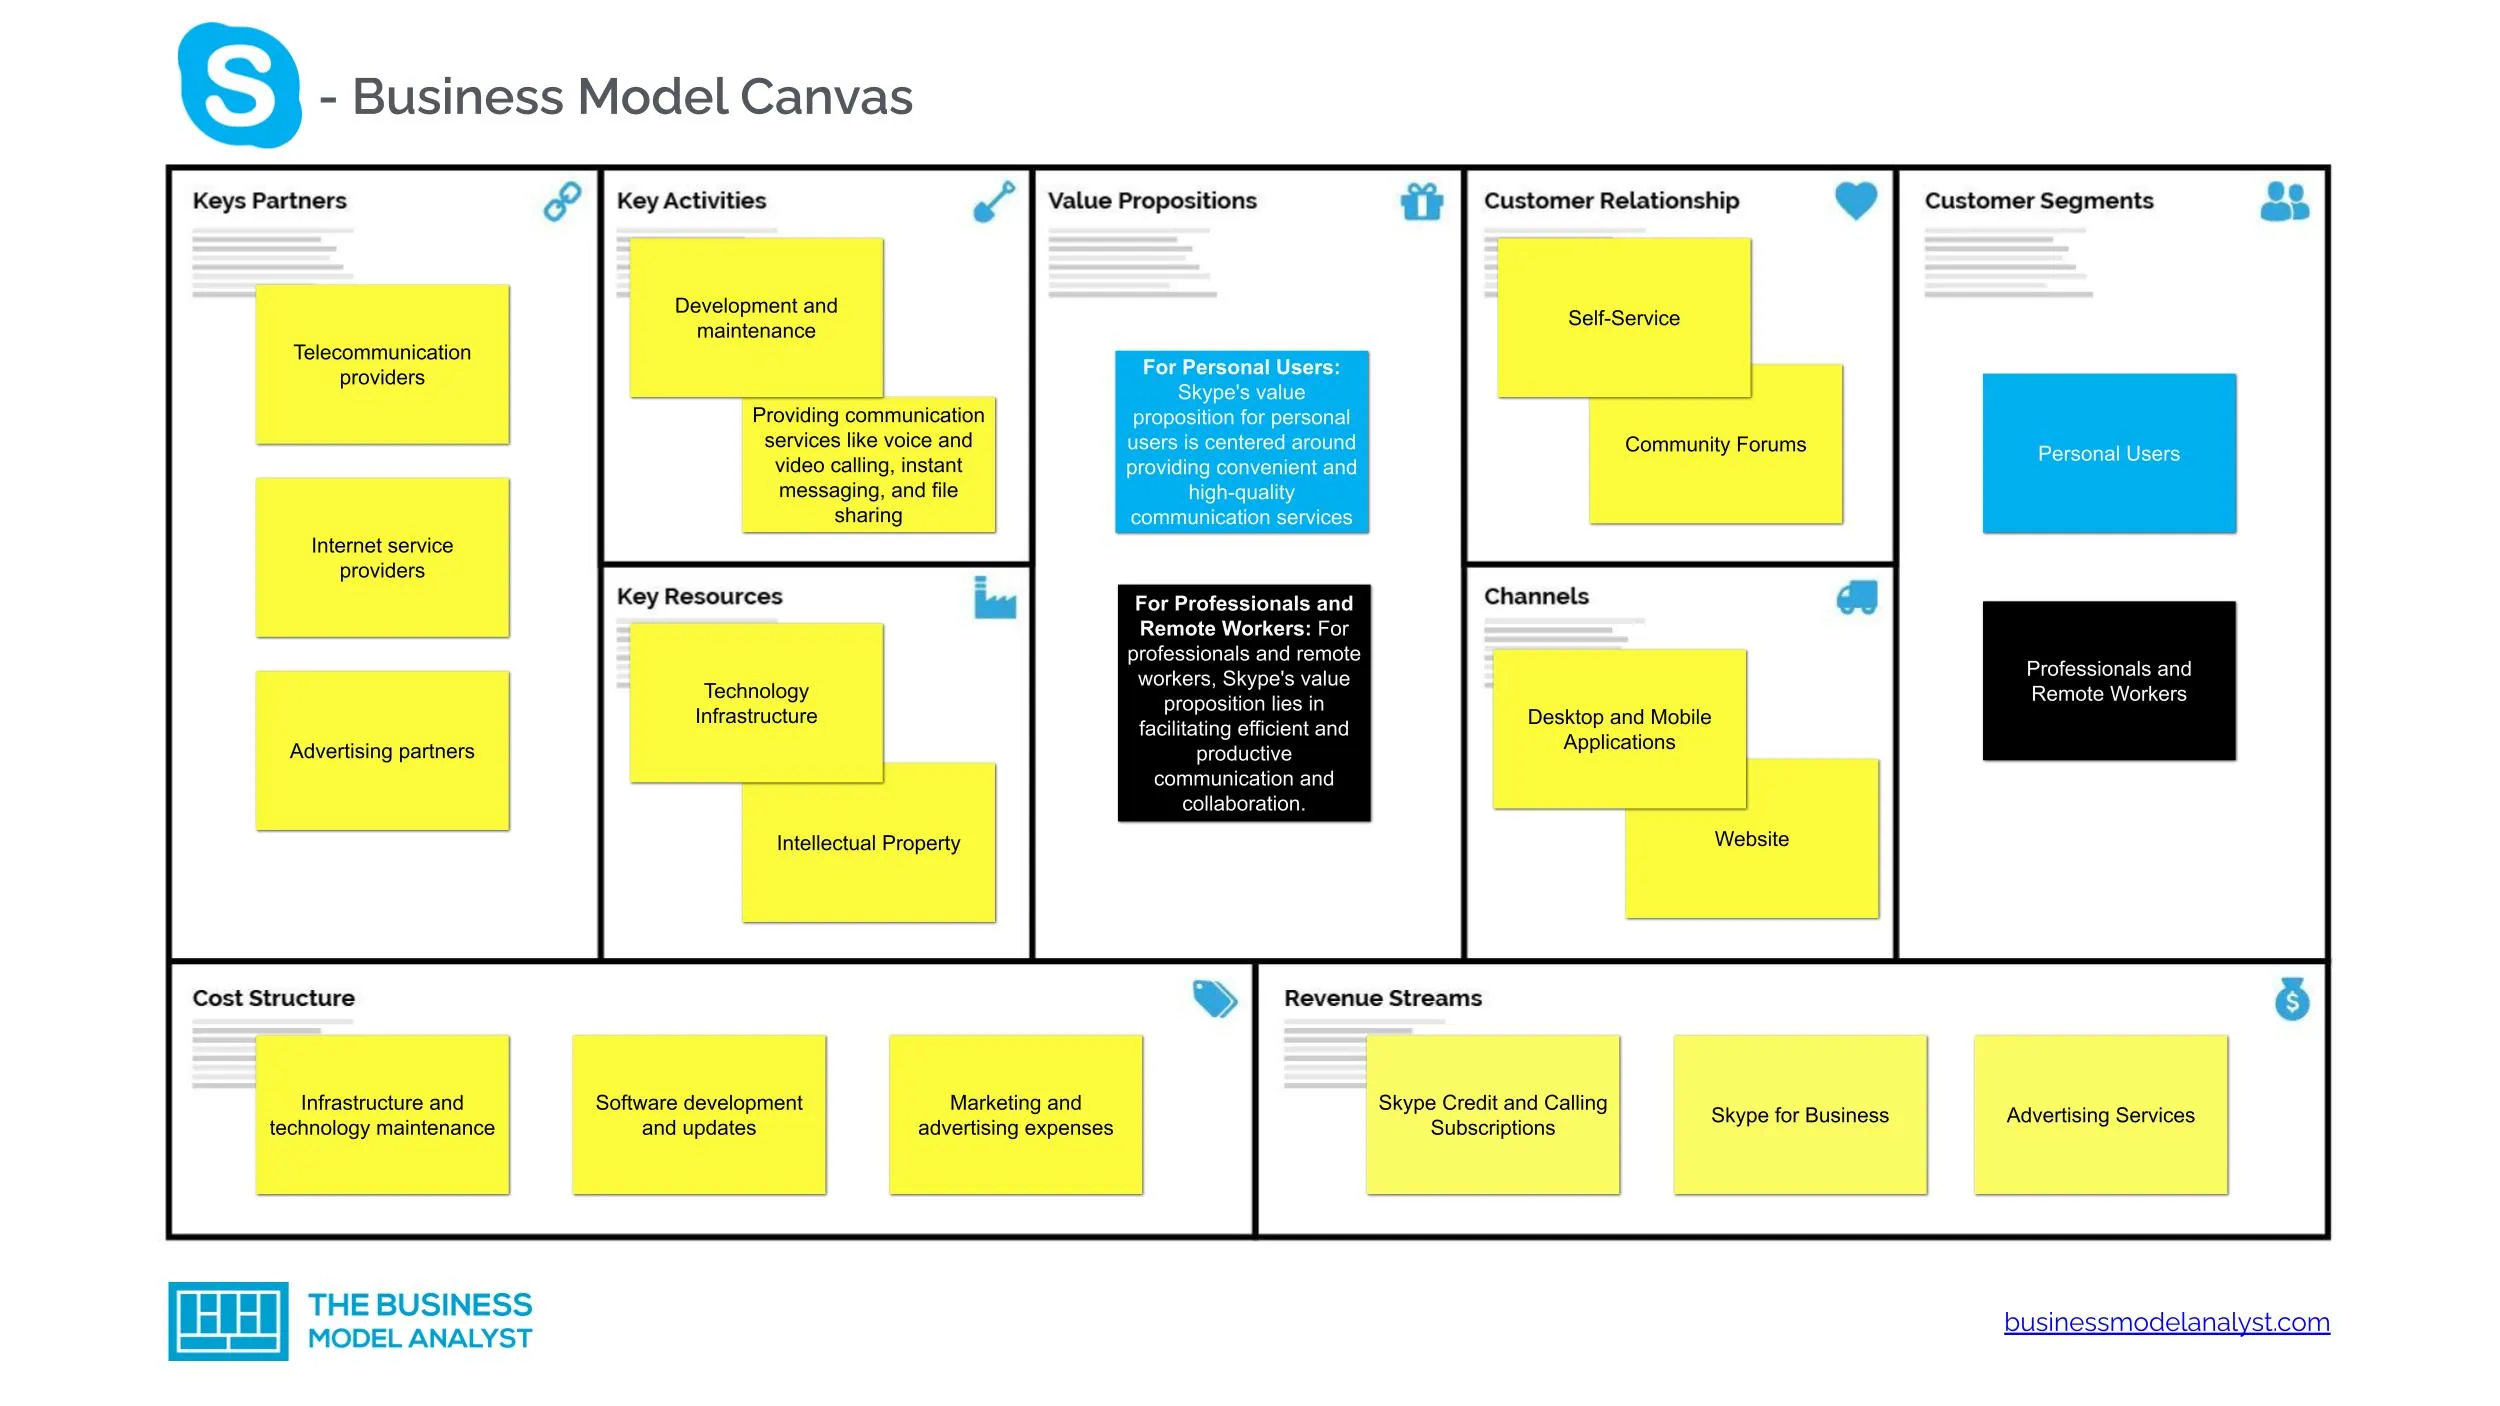 S - Business Model Canvas
Keys Partners
Telecommunication
providers
Internet service
providers
Advertising partners
Key Activities
Development and
maintenance
Providing communication
services like voice and
video calling, instant
messaging, and file
sharing
Key Resources
Technology
Infrastructure
Intellectual Property
Value Propositions
For Personal Users:
Skype's value
proposition for personal
users is centered around
providing convenient and
high-quality
communication services
For Professionals and
Remote Workers: For
professionals and remote
workers, Skype's value
proposition lies in
facilitating efficient and
productive
communication and
collaboration.
Customer Relationship
Self-Service
Community Forums
Channels
Desktop and Mobile
Applications
Website
Customer Segments
Personal Users
Professionals and
Remote Workers
Cost Structure
Infrastructure and
technology maintenance
Software development
and updates
Marketing and
advertising expenses
Revenue Streams
$
Skype Credit and Calling
Subscriptions
Skype for Business
Advertising Services
THE BUSINESS
MODEL ANALYST
businessmodelanalyst.com